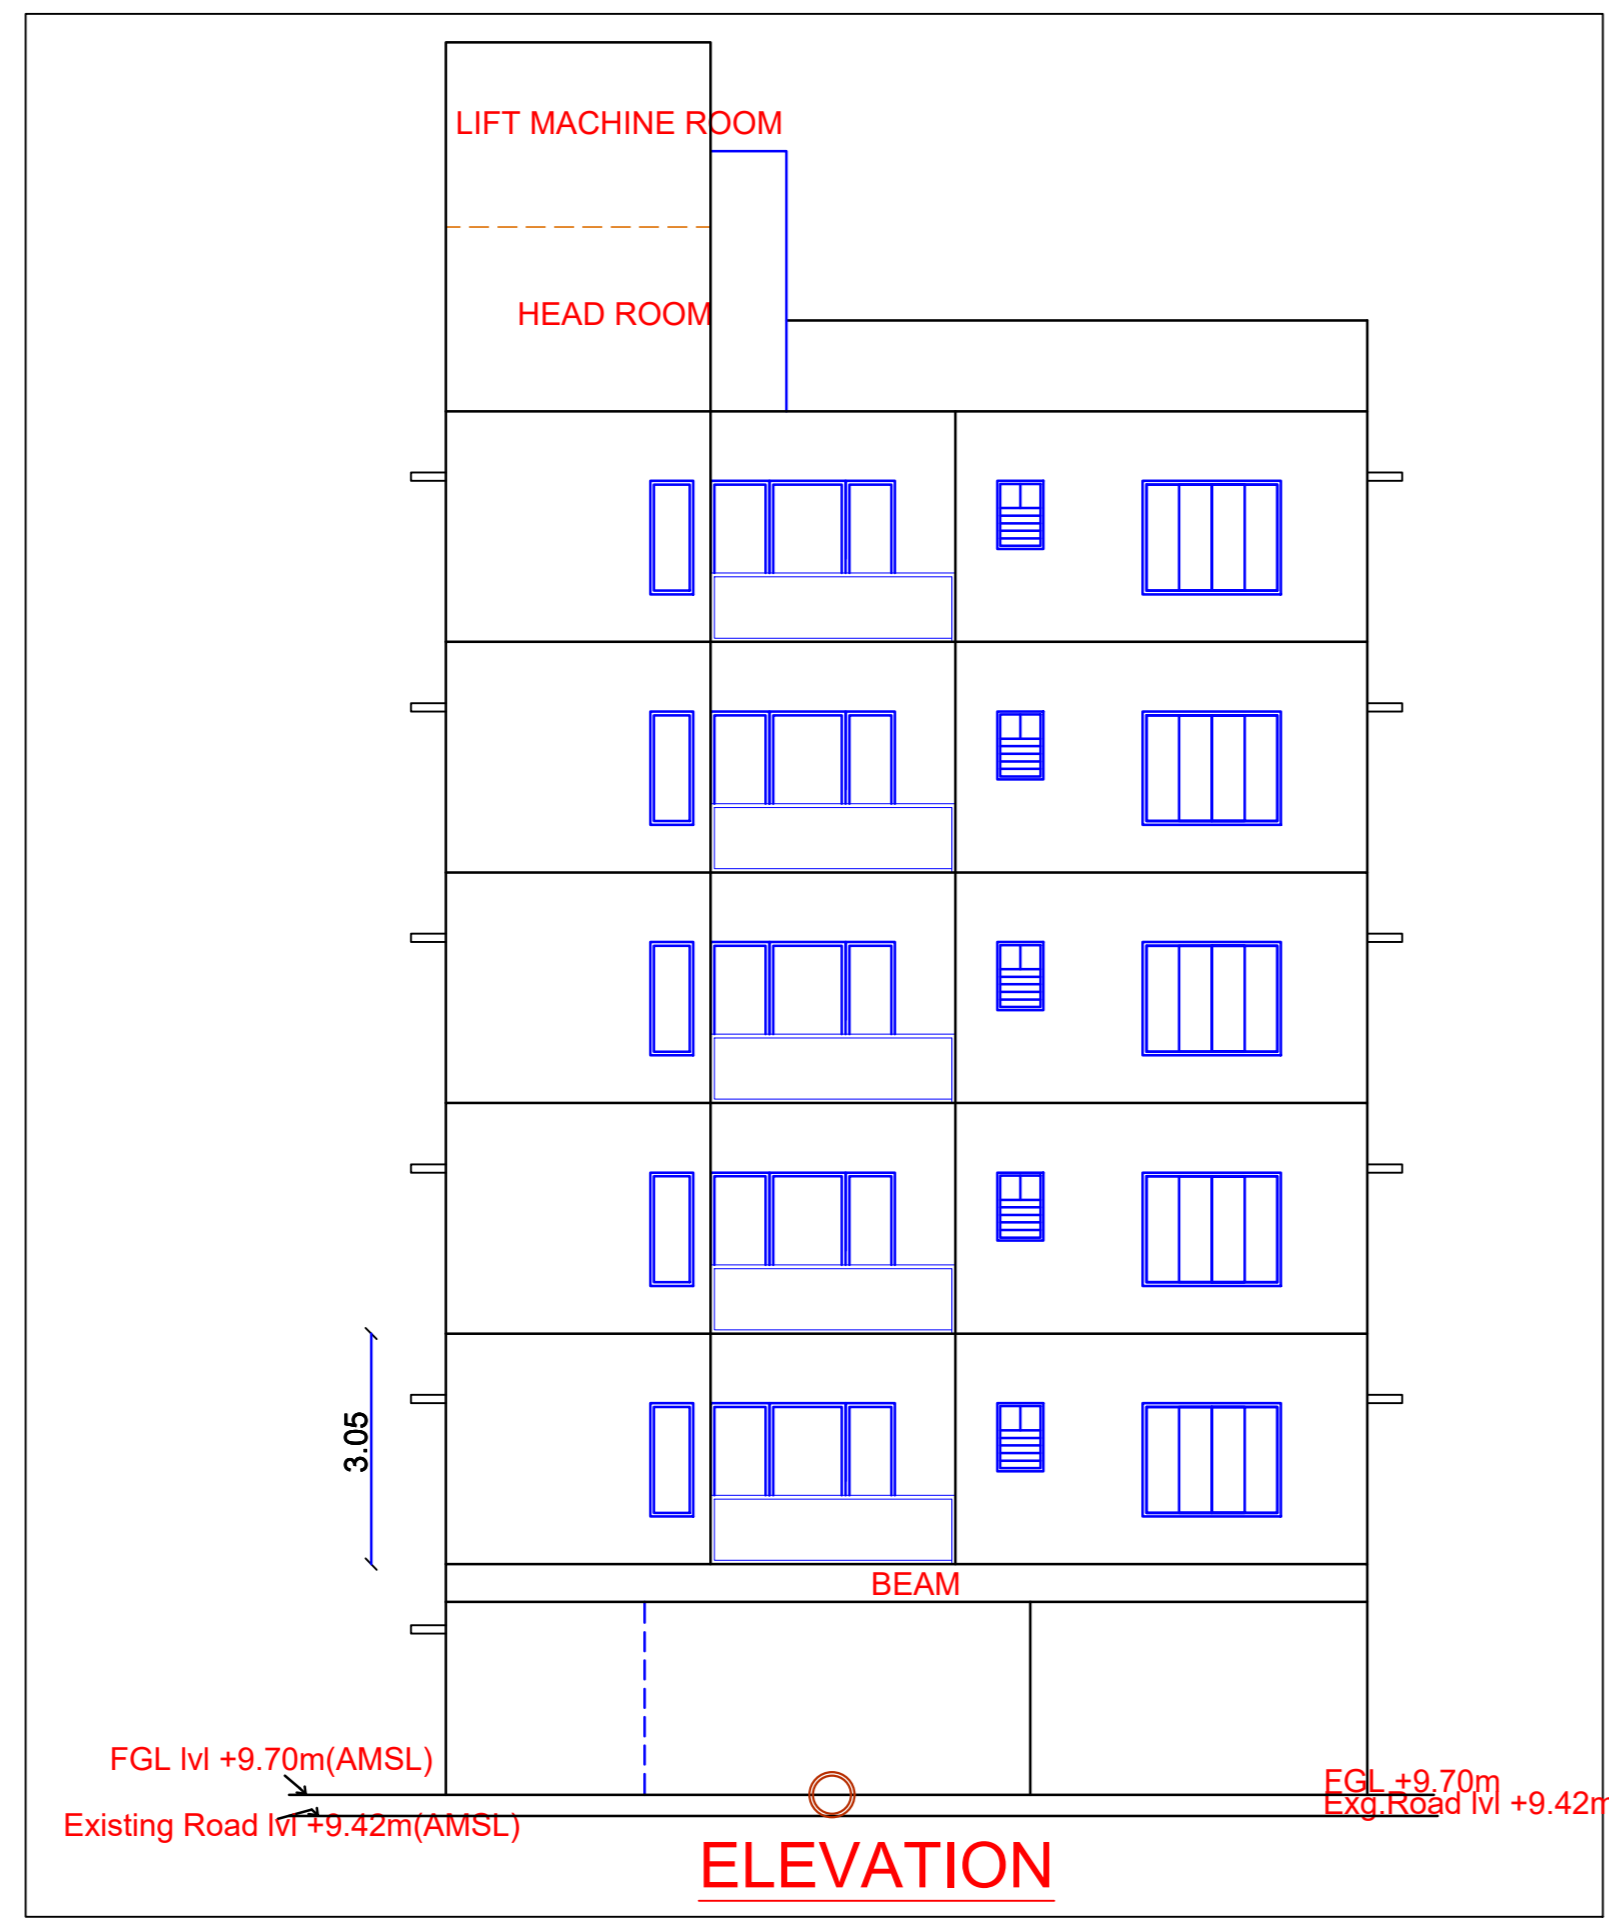 LIFT MACHINE ROOM
HEAD ROOM
3.05
BEAM
FGL lvl +9.70m(AMSL)
FGL +9.70m
Exg.Road lvl +9.42m
Existing Road lvl +9.42m(AMSL)
ELEVATION